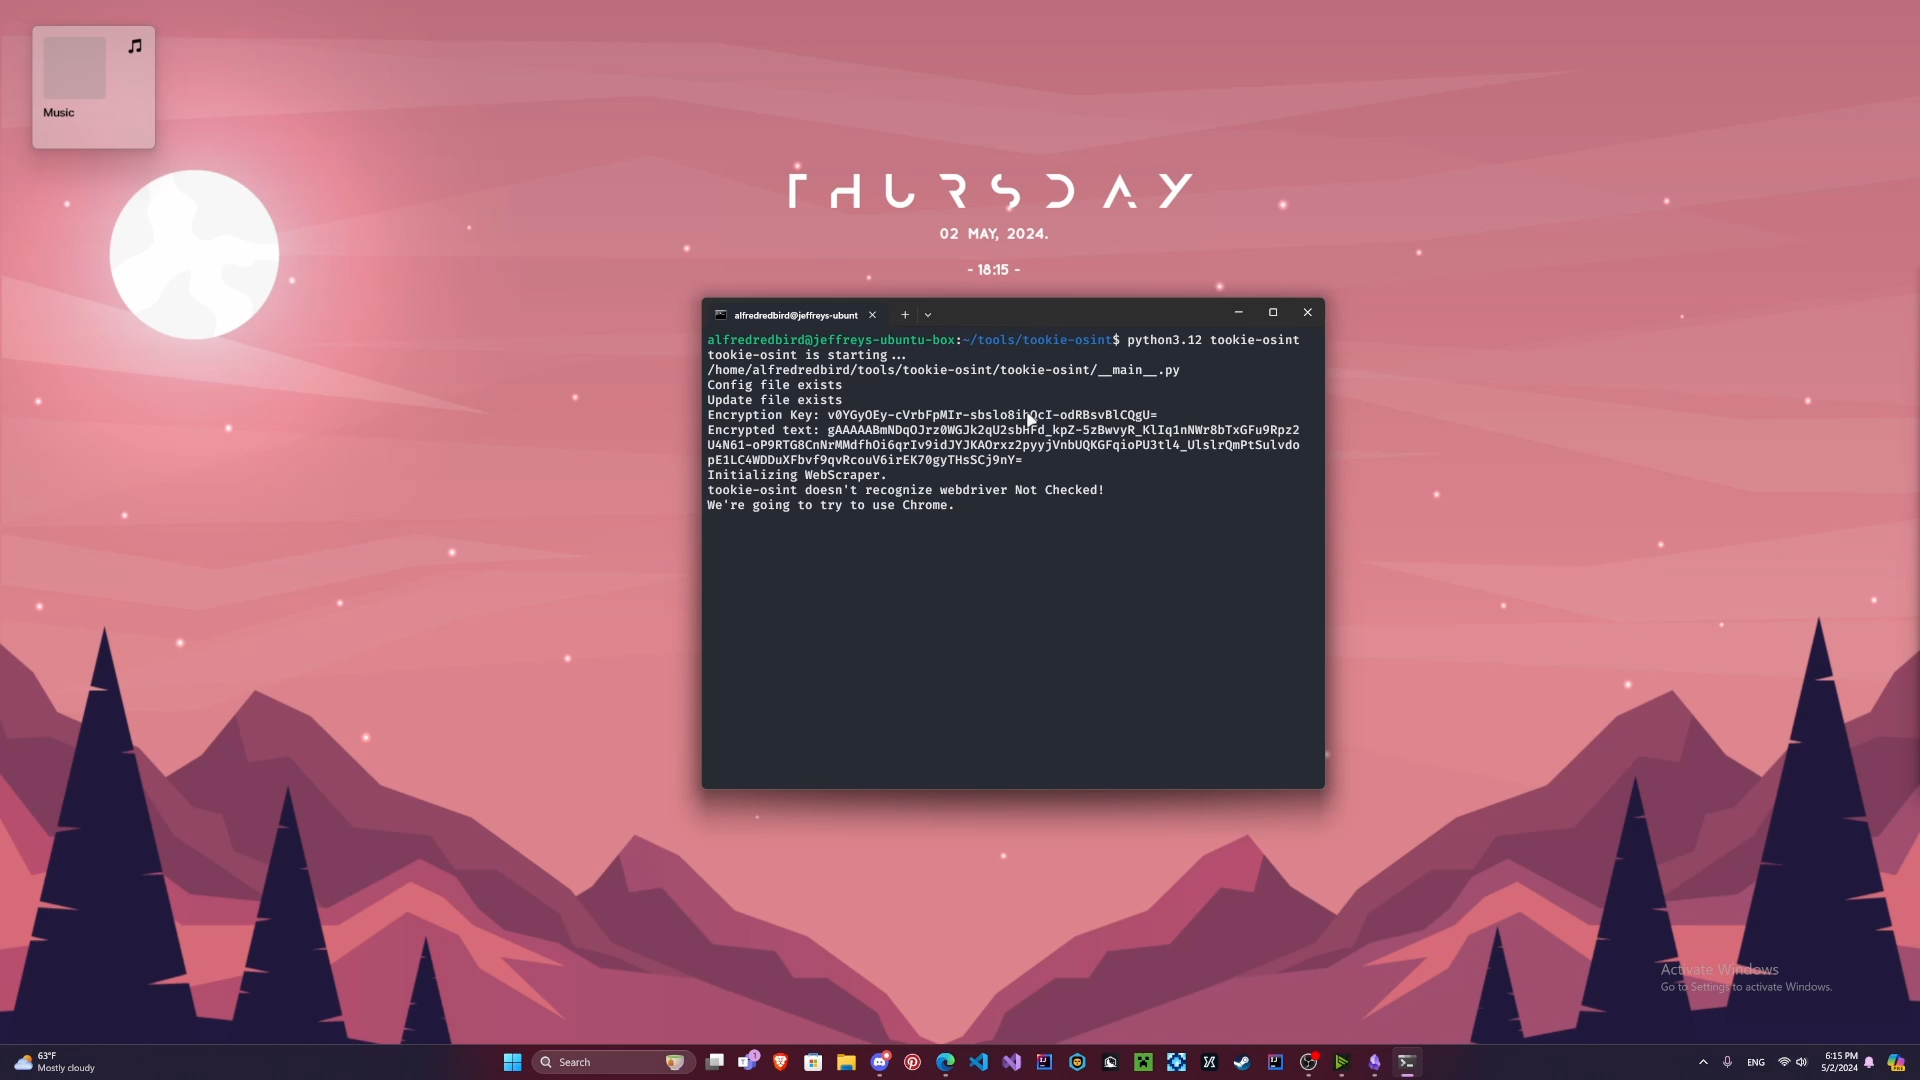 Music
THURSDAY
02 MAY, 2024.
- 18:15 -
alfredredbird@jeffreys-ubunt
alfredredbird@jeffreys-ubuntu-box:~/tools/tookie-osint$ python3.12 tookie-osint
tookie-osint is starting...
/home/alfredredbird/tools/tookie-osint/tookie-osint/__main__.py
Config file exists
Update file exists
Encryption Key: v0YGyOEy-cVrbFpMIr-sbslo8ihQcI-odRBsvBlCQgU=
Encrypted text: gAAAAABmNDqOJrz0WGJk2qU2sbHFd_kpZ-5zBwvyR_KlIq1nNWr8bTxGFu9Rpz2
U4N61-oP9RTG8CnNrMMdfhOi6qrIv9idJYJKAOrxz2pyyjVnbUQKGFqioPU3tl4_UlslrQmPtSulvdo
pE1LC4WDDuXFbvf9qvRcouV6irEK70gyTHsSCj9nY=
Initializing WebScraper.
tookie-osint doesn't recognize webdriver Not Checked!
We're going to try to use Chrome.
Activate Windows
Go to Settings to activate Windows.
63°F
Mostly cloudy
Search
ENG
6:15 PM
5/2/2024